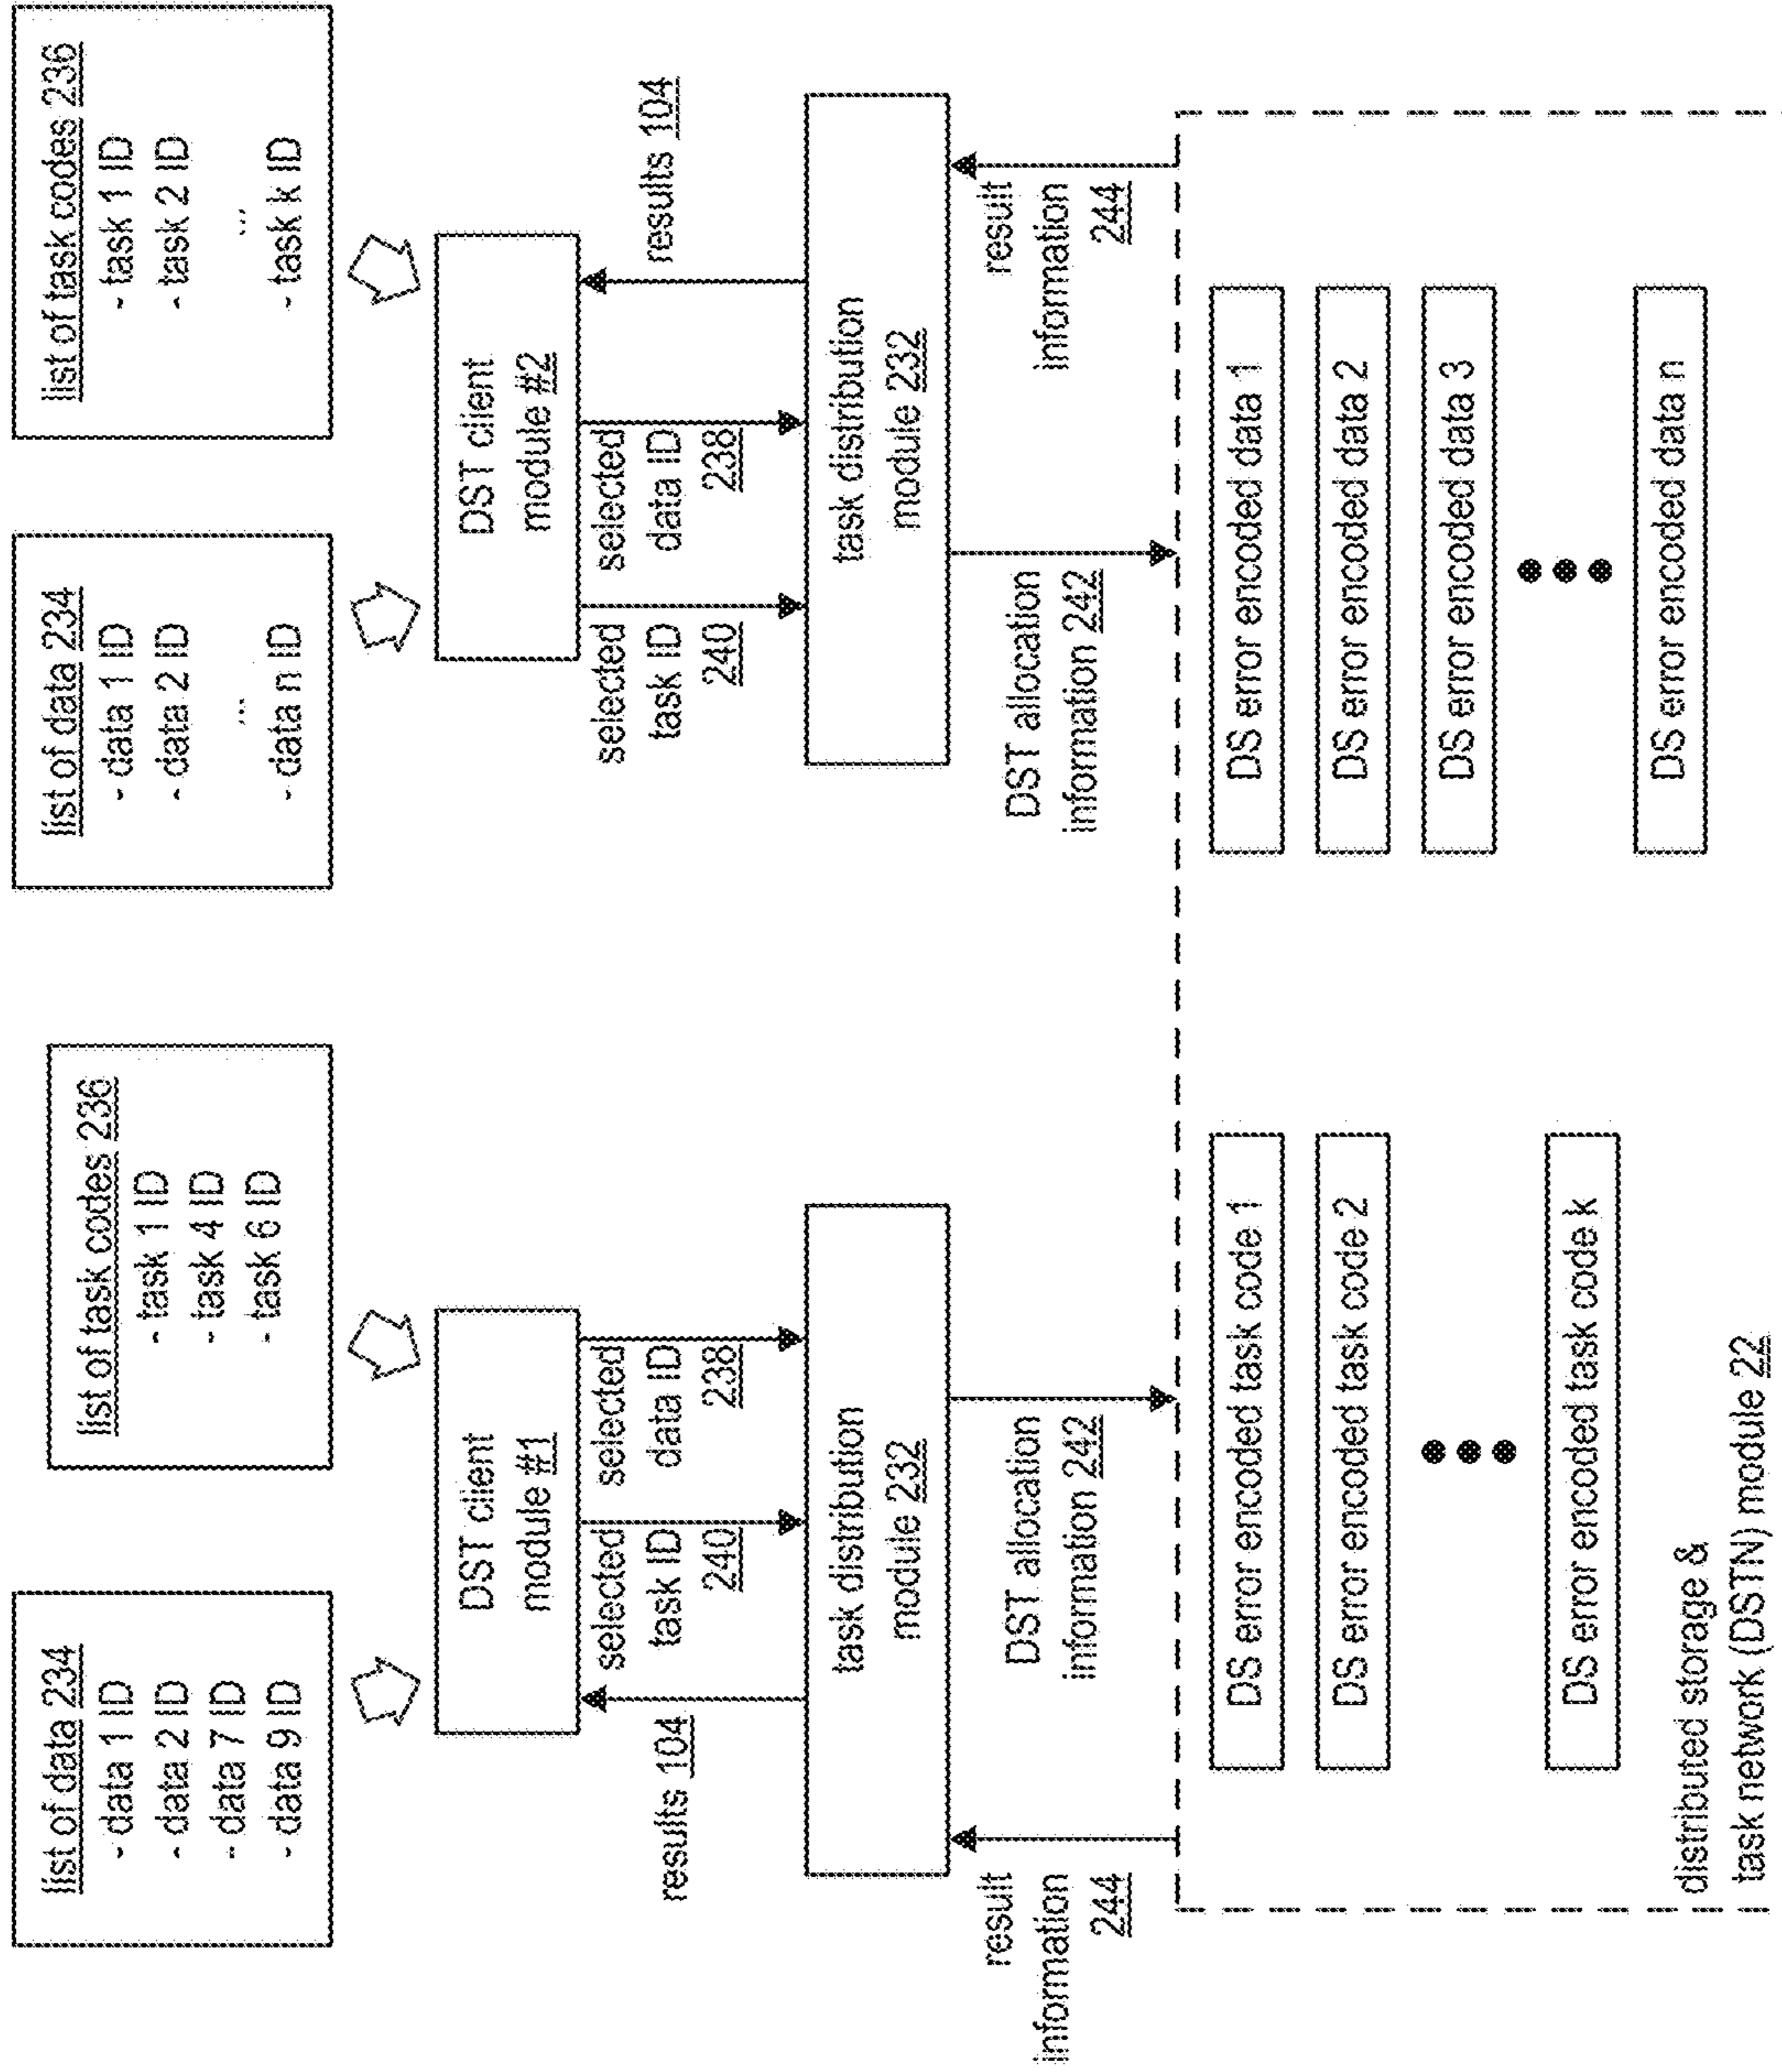 list of data 234
- data 1 ID
- data 2 ID
- data 7 ID
- data 9 ID
list of task codes 236
- task 1 ID
- task 4 ID
- task 6 ID
list of data 234
- data 1 ID
- data 2 ID
...
- data n ID
list of task codes 236
- task 1 ID
- task 2 ID
...
- task k ID
DST client
module #1
DST client
module #2
results 104
selected
task ID
240
selected
data ID
238
selected
task ID
240
selected
data ID
238
results 104
task distribution
module 232
task distribution
module 232
result
information
244
DST allocation
information 242
DST allocation
information 242
result
information
244
DS error encoded task code 1
DS error encoded task code 2
DS error encoded task code k
DS error encoded data 1
DS error encoded data 2
DS error encoded data 3
DS error encoded data n
distributed storage &
task network (DSTN) module 22